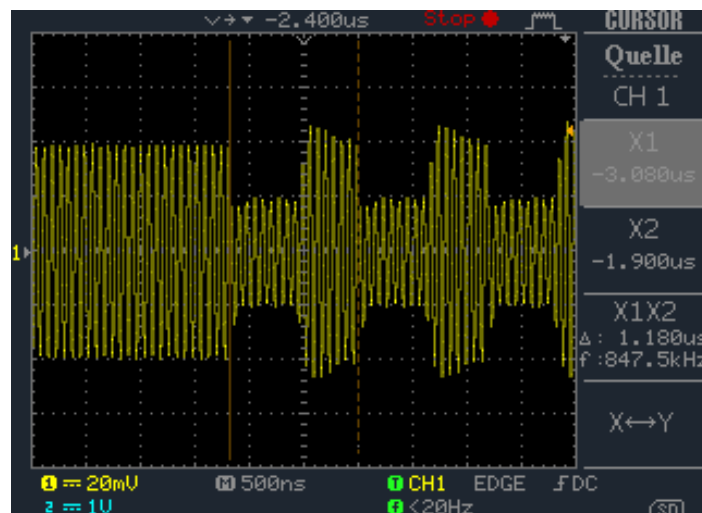 -2.400us Stop CURSOR
Quelle
CH 1
X1
-3.080us
X2
-1.900us
X1X2
Δ: 1.180us
f:847.5kHz
X↔Y
1
1 20mV M 500ns T CH1 EDGE DC
2 1V f <20Hz SD